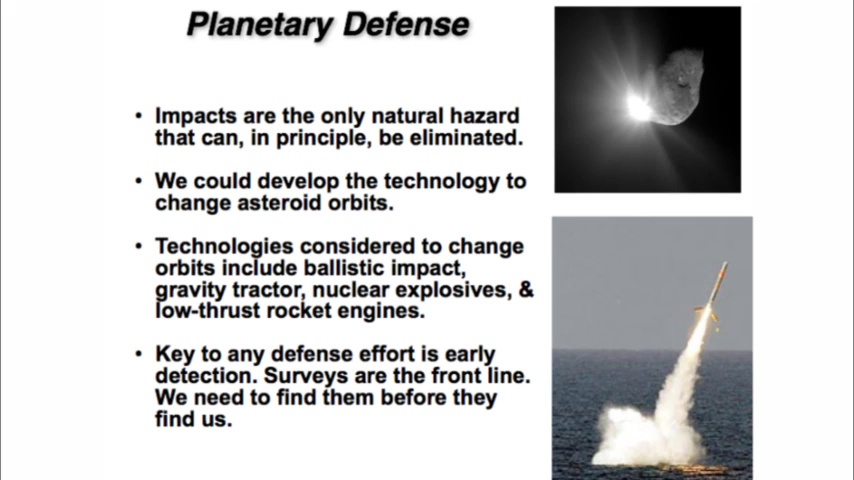 Planetary Defense
• Impacts are the only natural hazard
that can, in principle, be eliminated.
• We could develop the technology to
change asteroid orbits.
• Technologies considered to change
orbits include ballistic impact,
gravity tractor, nuclear explosives, &
low-thrust rocket engines.
• Key to any defense effort is early
detection. Surveys are the front line.
We need to find them before they
find us.